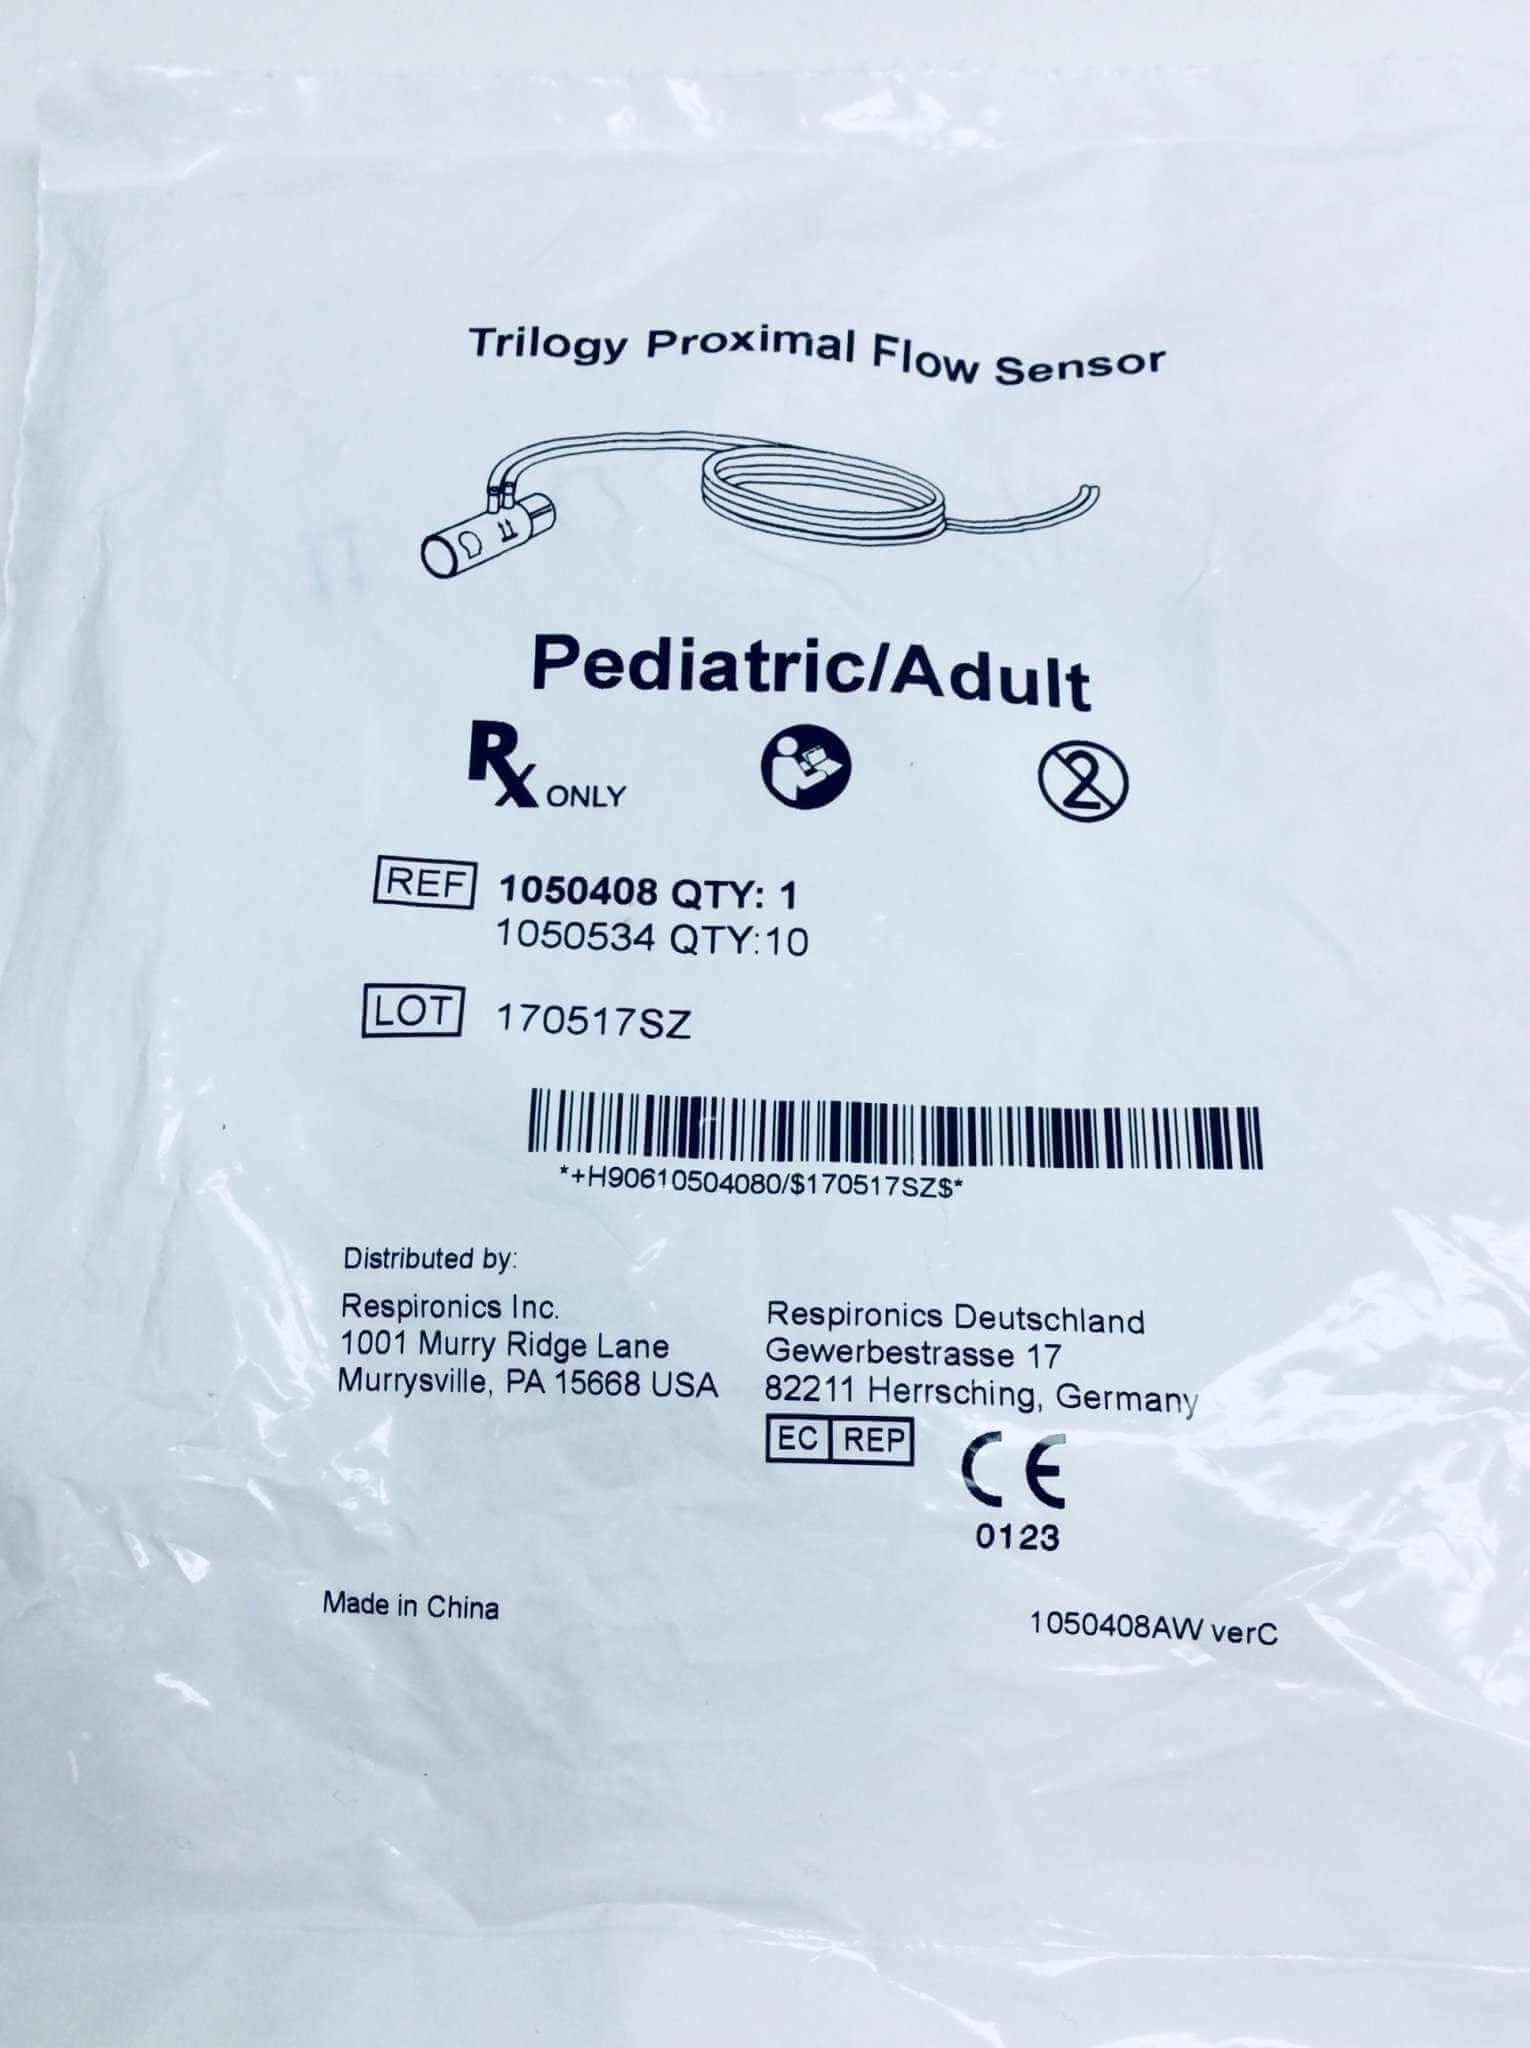 Trilogy Proximal Flow Sensor
Pediatric/Adult
Rx ONLY
2
REF 1050408 QTY: 1
1050534 QTY:10
LOT 170517SZ
*+H90610504080/$170517SZ$*
Distributed by:
Respironics Inc.
1001 Murry Ridge Lane
Murrysville, PA 15668 USA
Respironics Deutschland
Gewerbestrasse 17
82211 Herrsching, Germany
EC REP
CE
0123
Made in China
1050408AW verC